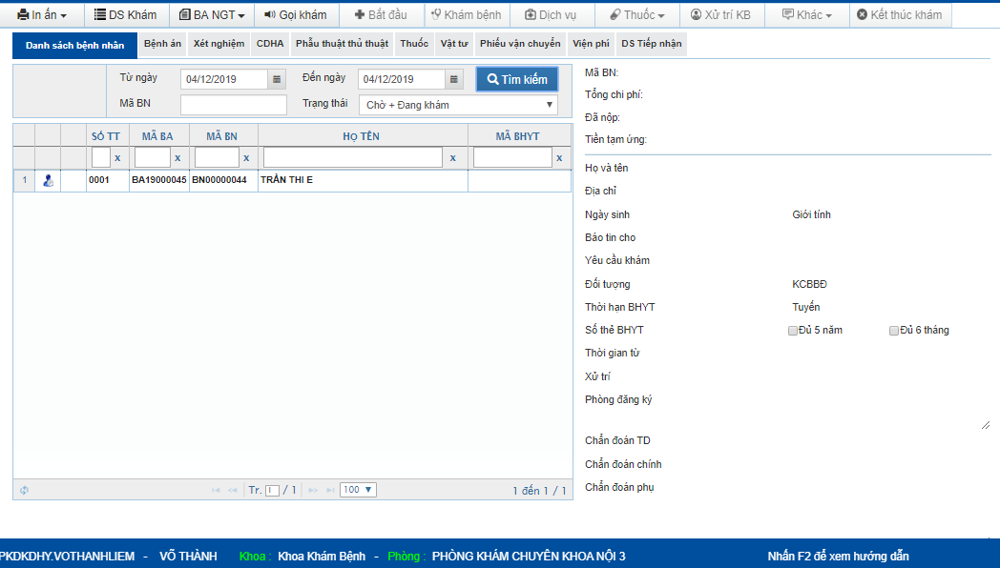 In ấn DS Khám BA NGT Gọi khám Bắt đầu Khám bệnh Dịch vụ Thuốc Xử trí KB Khác Kết thúc khám
Danh sách bệnh nhân Bệnh án Xét nghiệm CDHA Phẫu thuật thủ thuật Thuốc Vật tư Phiếu vận chuyển Viện phí DS Tiếp nhận
Từ ngày 04/12/2019 Đến ngày 04/12/2019 Tìm kiếm
Mã BN Trạng thái Chờ + Đang khám
SỐ TT MÃ BA MÃ BN HỌ TÊN MÃ BHYT
x x x x x
1 0001 BA19000045 BN00000044 TRẦN THI E
Tr. 1 / 1 100 1 đến 1 / 1
Mã BN:
Tổng chi phí:
Đã nộp:
Tiền tạm ứng:
Họ và tên
Địa chỉ
Ngày sinh Giới tính
Báo tin cho
Yêu cầu khám
Đối tượng KCBBĐ
Thời hạn BHYT Tuyến
Số thẻ BHYT Đủ 5 năm Đủ 6 tháng
Thời gian từ
Xử trí
Phòng đăng ký
Chẩn đoán TD
Chẩn đoán chính
Chẩn đoán phụ
PKDKDHY.VOTHANHLIEM - VÕ THÀNH Khoa : Khoa Khám Bệnh - Phòng : PHÒNG KHÁM CHUYÊN KHOA NỘI 3 Nhấn F2 để xem hướng dẫn